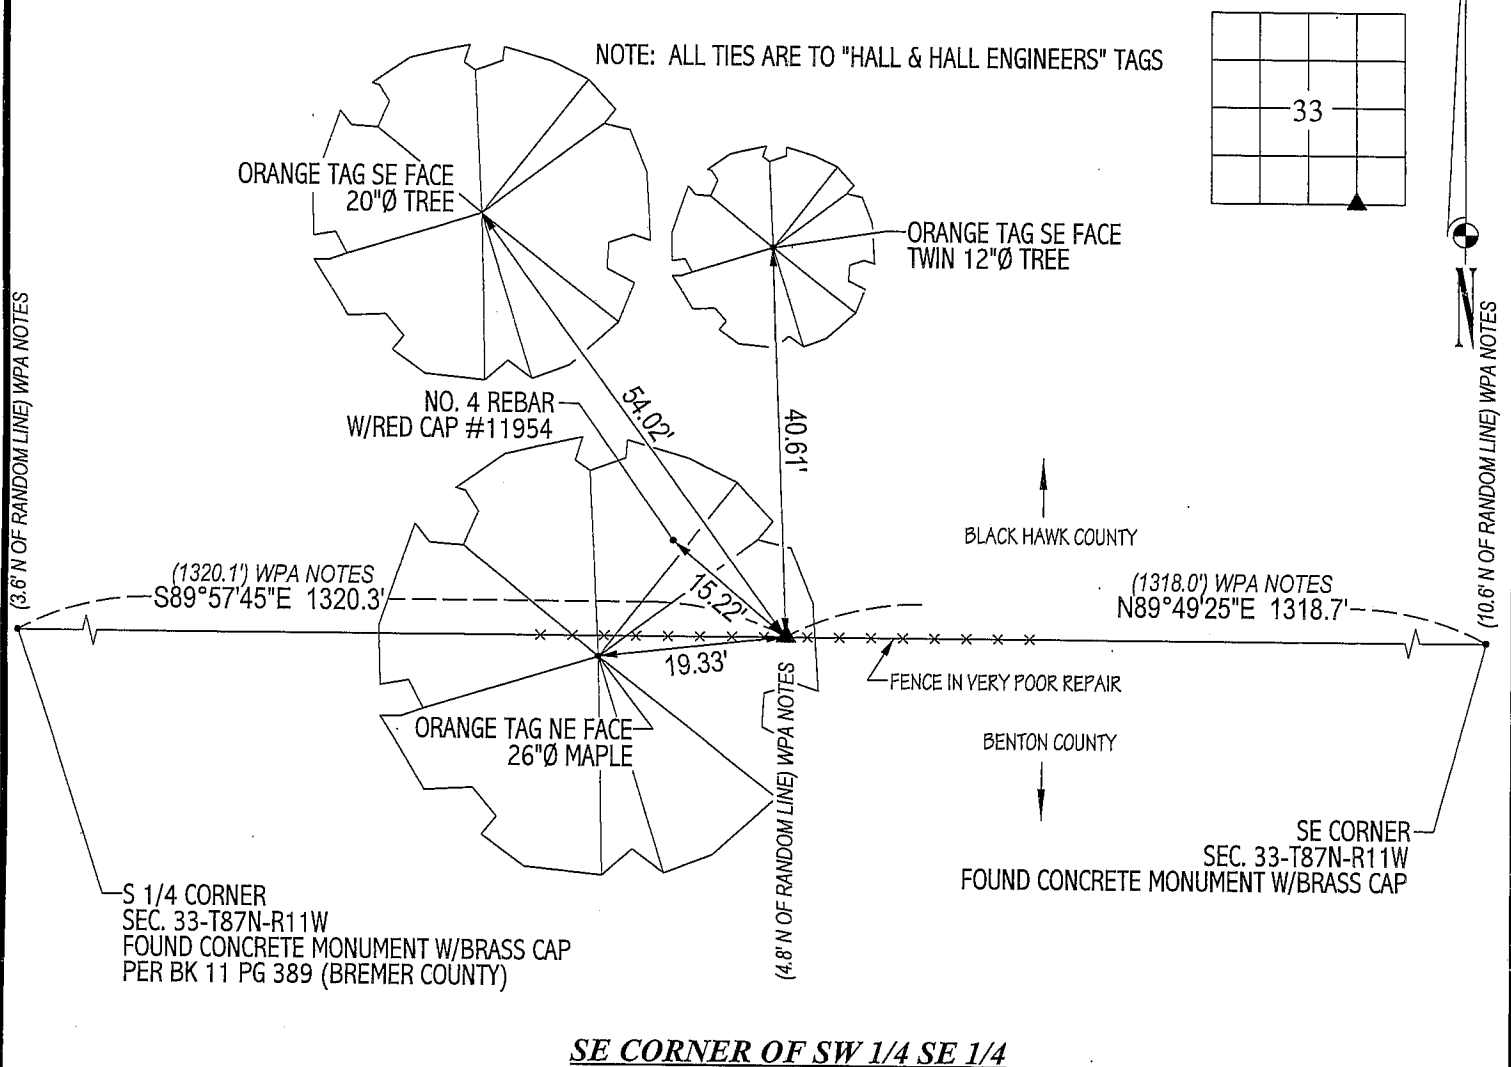 NOTE: ALL TIES ARE TO "HALL & HALL ENGINEERS" TAGS
33
ORANGE TAG SE FACE
20"Ø TREE
ORANGE TAG SE FACE
TWIN 12"Ø TREE
N
(3.6' N OF RANDOM LINE) WPA NOTES
(10.6' N OF RANDOM LINE) WPA NOTES
NO. 4 REBAR
W/RED CAP #11954
54.02'
40.61'
BLACK HAWK COUNTY
(1320.1') WPA NOTES
S89°57'45"E 1320.3'
15.22'
(1318.0') WPA NOTES
N89°49'25"E 1318.7'
19.33'
FENCE IN VERY POOR REPAIR
ORANGE TAG NE FACE
26"Ø MAPLE
(4.8' N OF RANDOM LINE) WPA NOTES
BENTON COUNTY
SE CORNER
SEC. 33-T87N-R11W
FOUND CONCRETE MONUMENT W/BRASS CAP
S 1/4 CORNER
SEC. 33-T87N-R11W
FOUND CONCRETE MONUMENT W/BRASS CAP
PER BK 11 PG 389 (BREMER COUNTY)
SE CORNER OF SW 1/4 SE 1/4